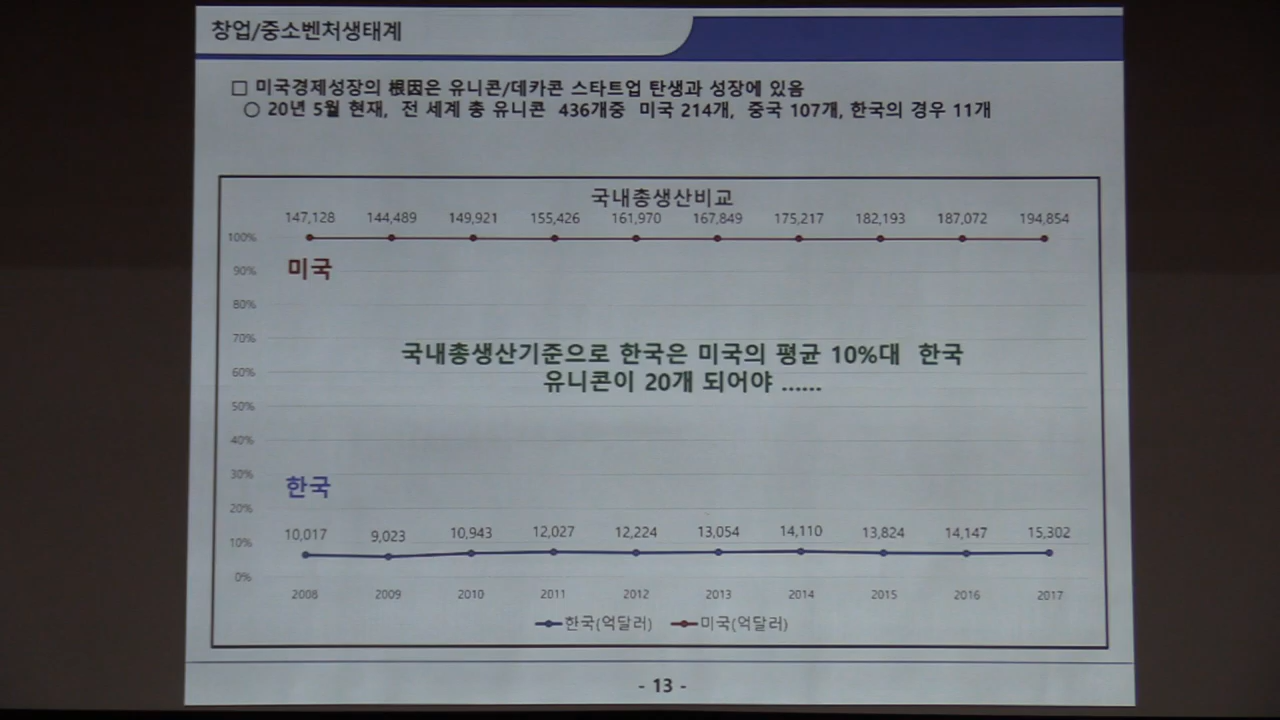 창업/중소벤처생태계
□ 미국경제성장의 根因은 유니콘/데카콘 스타트업 탄생과 성장에 있음
○ 20년 5월 현재, 전 세계 총 유니콘 436개중 미국 214개, 중국 107개, 한국의 경우 11개
국내총생산비교
147,128 144,489 149,921 155,426 161,970 167,849 175,217 182,193 187,072 194,854
100%
미국
90%
80%
70%
국내총생산기준으로 한국은 미국의 평균 10%대 한국
60%
유니콘이 20개 되어야 ......
50%
40%
30%
한국
20%
10,017 9,023 10,943 12,027 12,224 13,054 14,110 13,824 14,147 15,302
10%
0%
2008 2009 2010 2011 2012 2013 2014 2015 2016 2017
한국(억달러) 미국(억달러)
- 13 -